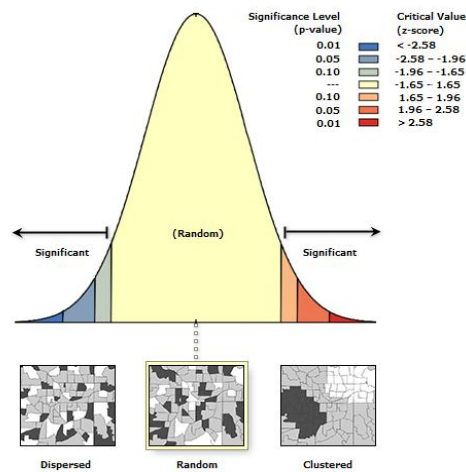 Significance Level Critical Value
(p-value) (z-score)
0.01 < -2.58
0.05 -2.58 – -1.96
0.10 -1.96 – -1.65
--- -1.65 – 1.65
0.10 1.65 – 1.96
0.05 1.96 – 2.58
0.01 > 2.58
(Random)
Significant Significant
Dispersed Random Clustered